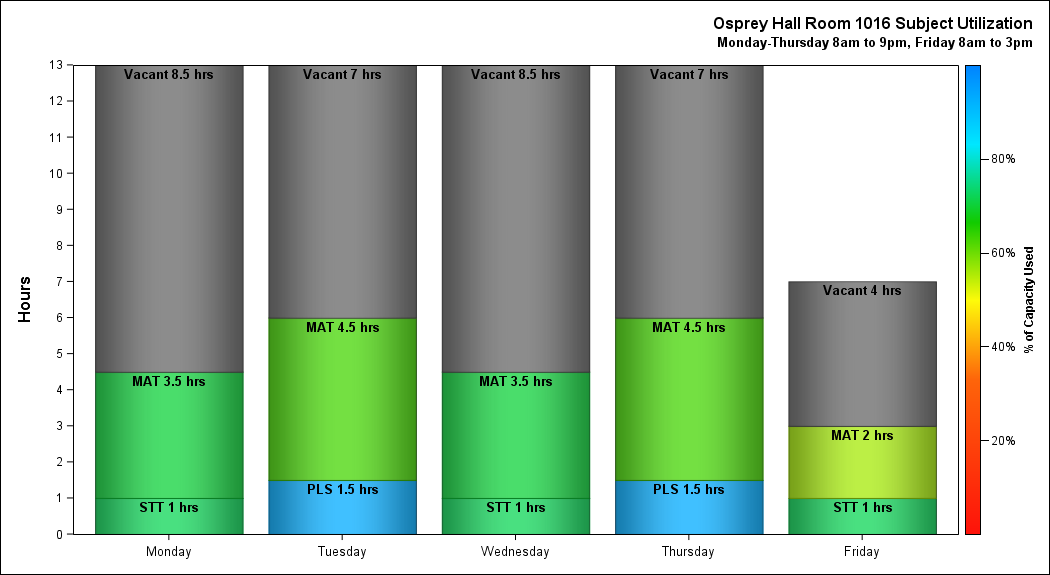 Osprey Hall Room 1016 Subject Utilization
Monday-Thursday 8am to 9pm, Friday 8am to 3pm
Hours
13
12
11
10
9
8
7
6
5
4
3
2
1
0
Vacant 8.5 hrs
MAT 3.5 hrs
STT 1 hrs
Vacant 7 hrs
MAT 4.5 hrs
PLS 1.5 hrs
Vacant 8.5 hrs
MAT 3.5 hrs
STT 1 hrs
Vacant 7 hrs
MAT 4.5 hrs
PLS 1.5 hrs
Vacant 4 hrs
MAT 2 hrs
STT 1 hrs
Monday
Tuesday
Wednesday
Thursday
Friday
80%
60%
40%
20%
% of Capacity Used